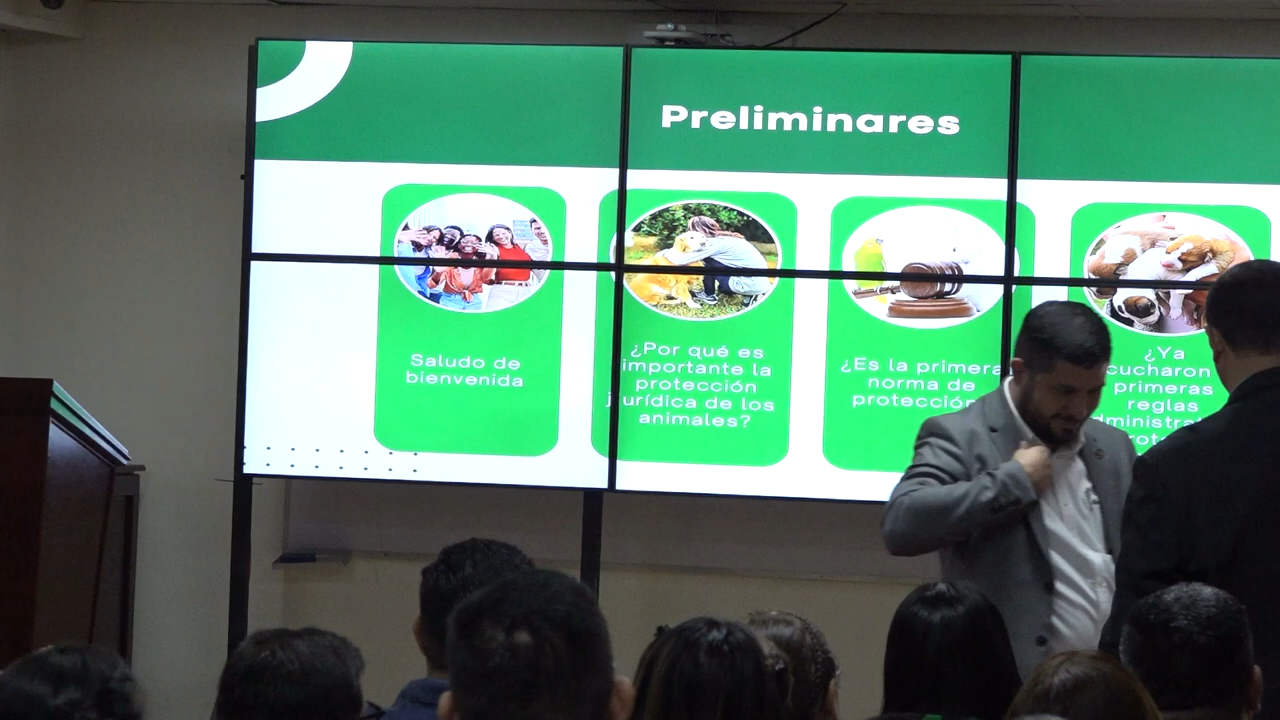 Preliminares
Saludo de
bienvenida
¿Por qué es
importante la
protección
jurídica de los
animales?
¿Es la primera
norma de
protección
¿Ya
primeras
reglas